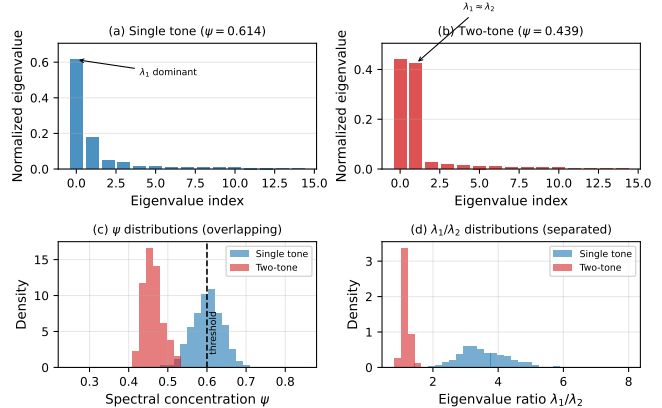 λ₁ ≈ λ₂
(a) Single tone (ψ = 0.614)
(b) Two-tone (ψ = 0.439)
Normalized eigenvalue
0.6
0.4
0.2
0.0
λ₁ dominant
0.0 2.5 5.0 7.5 10.0 12.5 15.0
Eigenvalue index
Normalized eigenvalue
0.4
0.2
0.0
0.0 2.5 5.0 7.5 10.0 12.5 15.0
Eigenvalue index
(c) ψ distributions (overlapping)
Density
15
10
5
0
Single tone
Two-tone
threshold
0.3 0.4 0.5 0.6 0.7 0.8
Spectral concentration ψ
(d) λ₁/λ₂ distributions (separated)
Density
3
2
1
0
Single tone
Two-tone
2 4 6 8
Eigenvalue ratio λ₁/λ₂